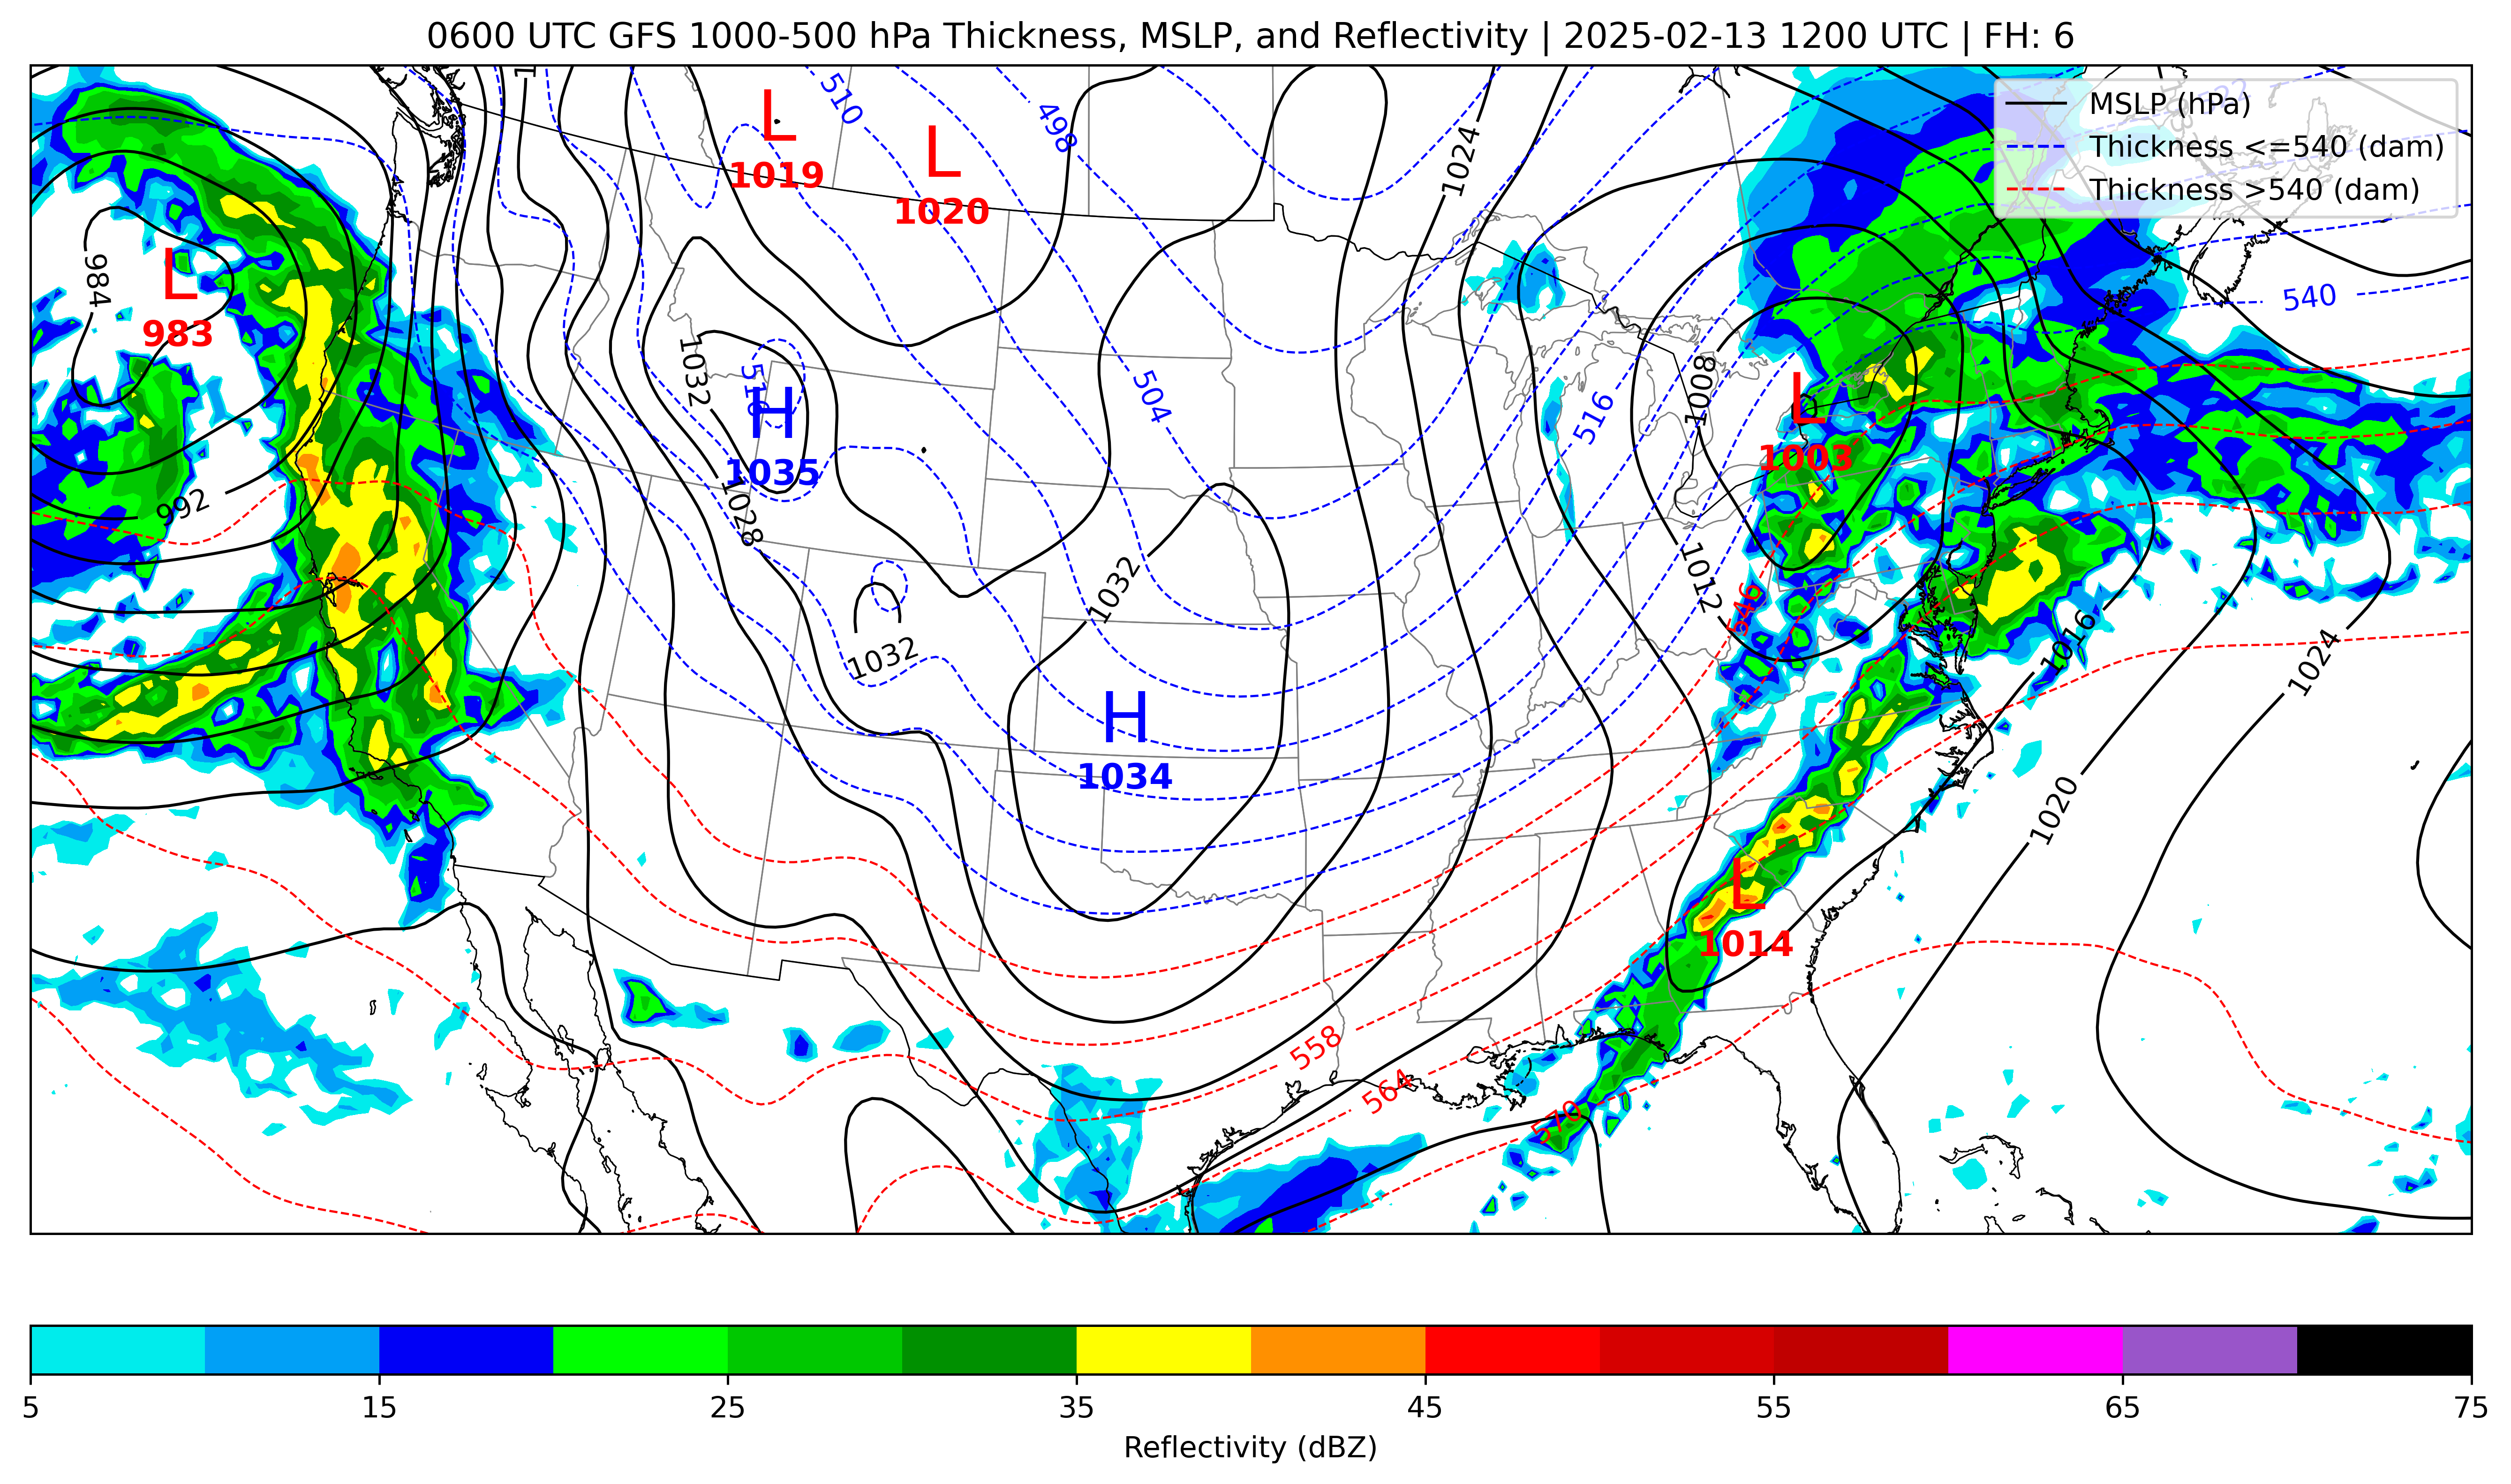 0600 UTC GFS 1000-500 hPa Thickness, MSLP, and Reflectivity | 2025-02-13 1200 UTC | FH: 6
MSLP (hPa)
Thickness <=540 (dam)
Thickness >540 (dam)
510
498
1024
L
1019
L
1020
984
L
983
540
1032
516
H
1035
504
516
1008
L
1003
992
1028
1032
1012
546
1032
1016
1024
H
1034
1020
L
1014
558
564
570
5 15 25 35 45 55 65 75
Reflectivity (dBZ)